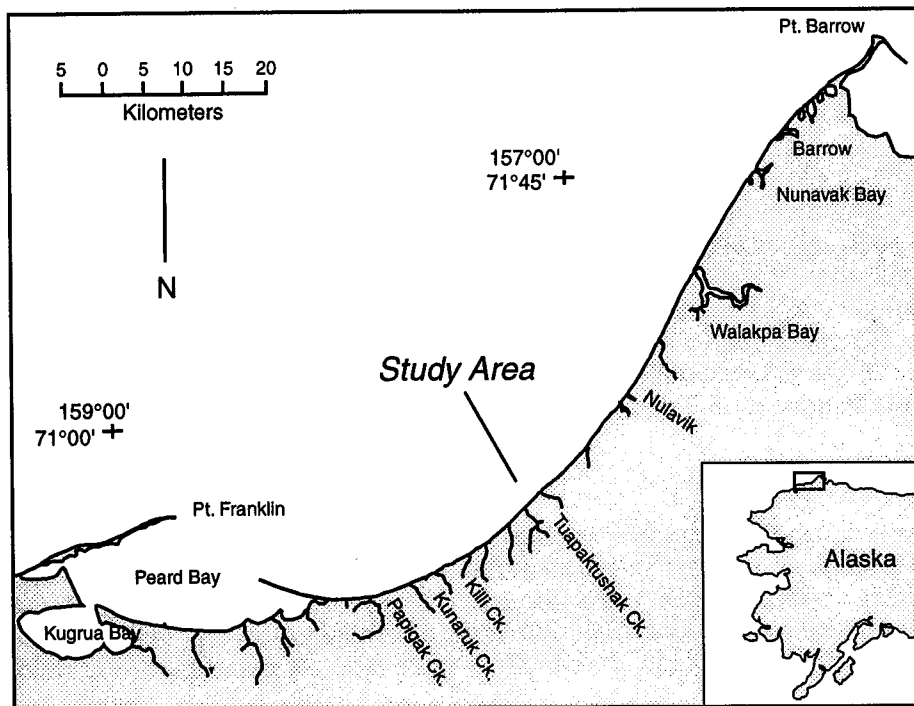 Pt. Barrow
5 0 5 10 15 20
Kilometers
157°00'
71°45'
Barrow
Nunavak Bay
N
Walakpa Bay
Study Area
159°00'
71°00'
Nulavik
Pt. Franklin
Peard Bay
Kugrua Bay
Papigak Ck.
Kunaruk Ck.
Killi Ck.
Tuapaktushak Ck.
Alaska